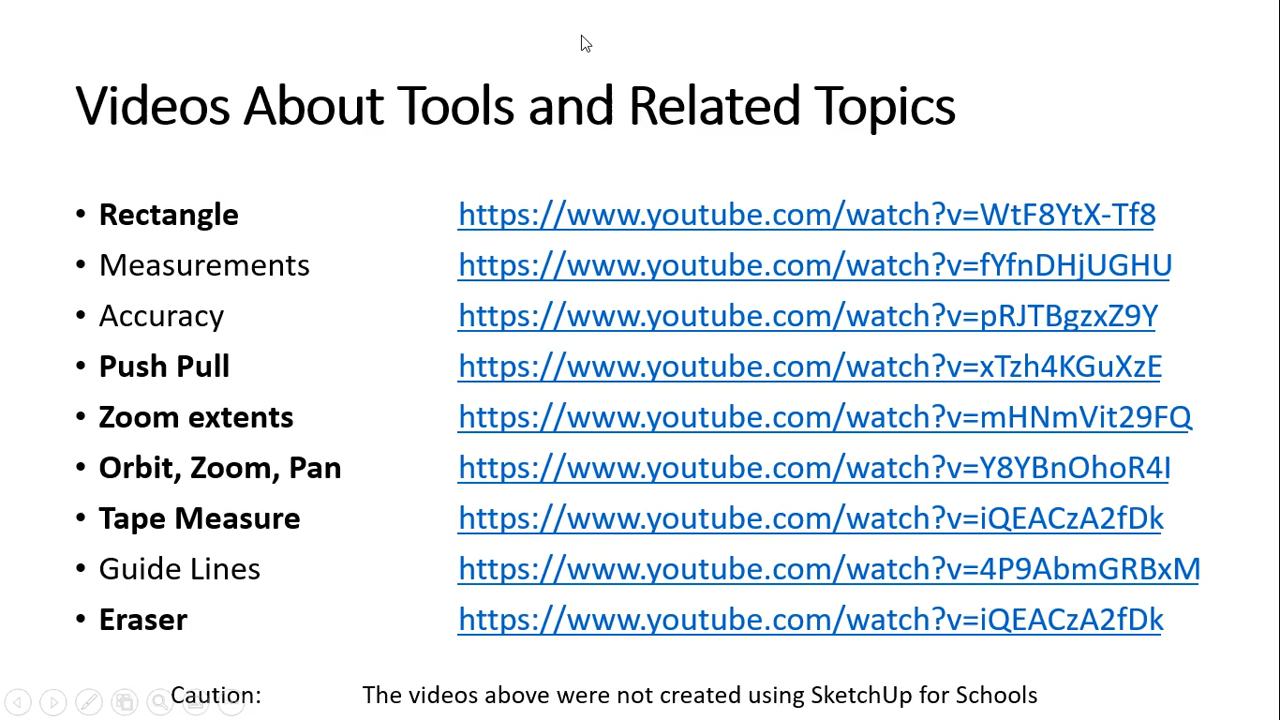 Videos About Tools and Related Topics
• Rectangle https://www.youtube.com/watch?v=WtF8YtX-Tf8
• Measurements https://www.youtube.com/watch?v=fYfnDHjUGHU
• Accuracy https://www.youtube.com/watch?v=pRJTBgzxZ9Y
• Push Pull https://www.youtube.com/watch?v=xTzh4KGuXzE
• Zoom extents https://www.youtube.com/watch?v=mHNmVit29FQ
• Orbit, Zoom, Pan https://www.youtube.com/watch?v=Y8YBnOhoR4I
• Tape Measure https://www.youtube.com/watch?v=iQEACzA2fDk
• Guide Lines https://www.youtube.com/watch?v=4P9AbmGRBxM
• Eraser https://www.youtube.com/watch?v=iQEACzA2fDk
Caution: The videos above were not created using SketchUp for Schools